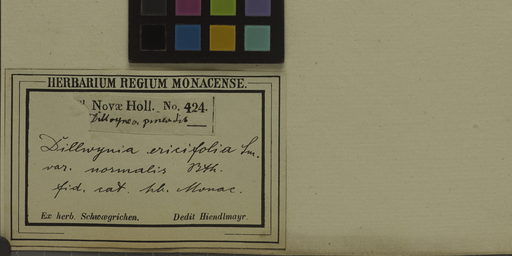 HERBARIUM REGIUM MONACENSE.
Novæ Holl. No. 424.
Dillwynia
Dillwynia ericifolia Sm.
var. normalis Bth.
fid. cat. hb. Monac.
Ex herb. Schwægrichen. Dedit Hiendlmayr.